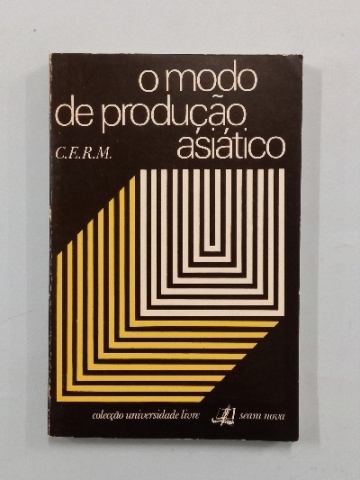 o modo
de produção
asiático
C.E.R.M.
colecção universidade livre
seara nova